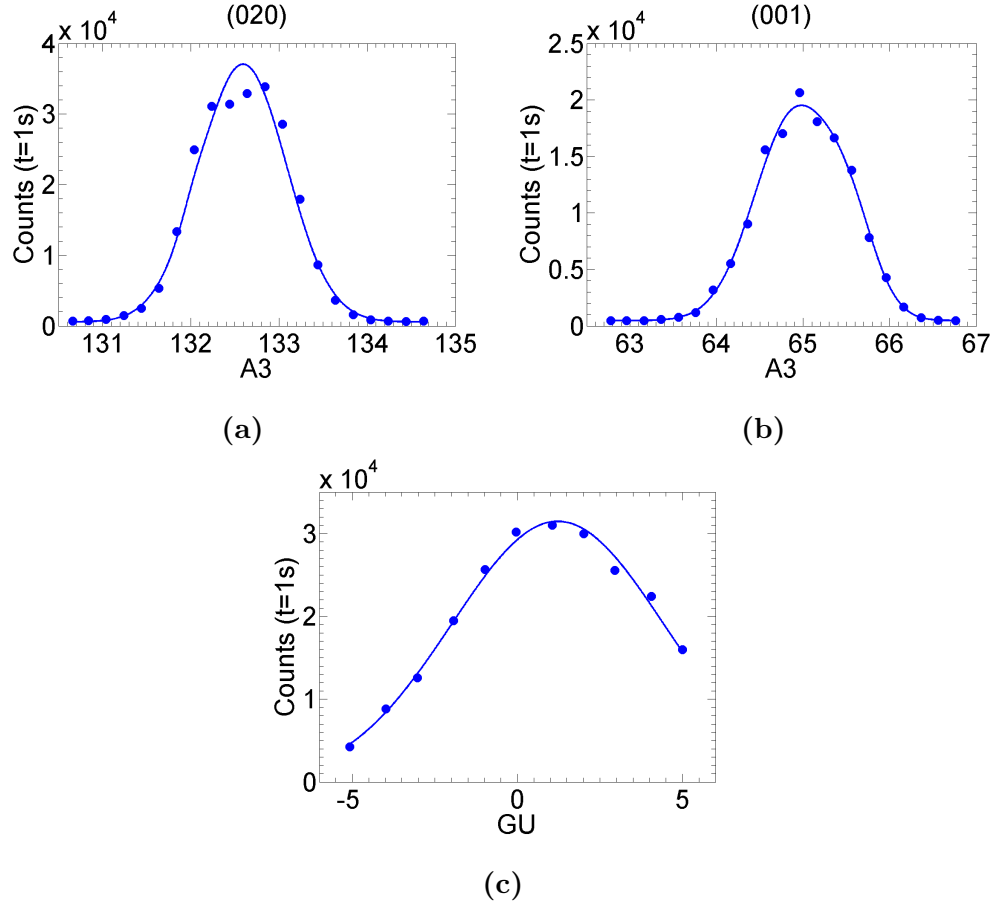 (020)
x 10^4
4
3
2
1
0
Counts (t=1s)
131 132 133 134 135
A3
(a)
(001)
x 10^4
2.5
2
1.5
1
0.5
0
Counts (t=1s)
63 64 65 66 67
A3
(b)
x 10^4
3
2
1
0
Counts (t=1s)
-5 0 5
GU
(c)